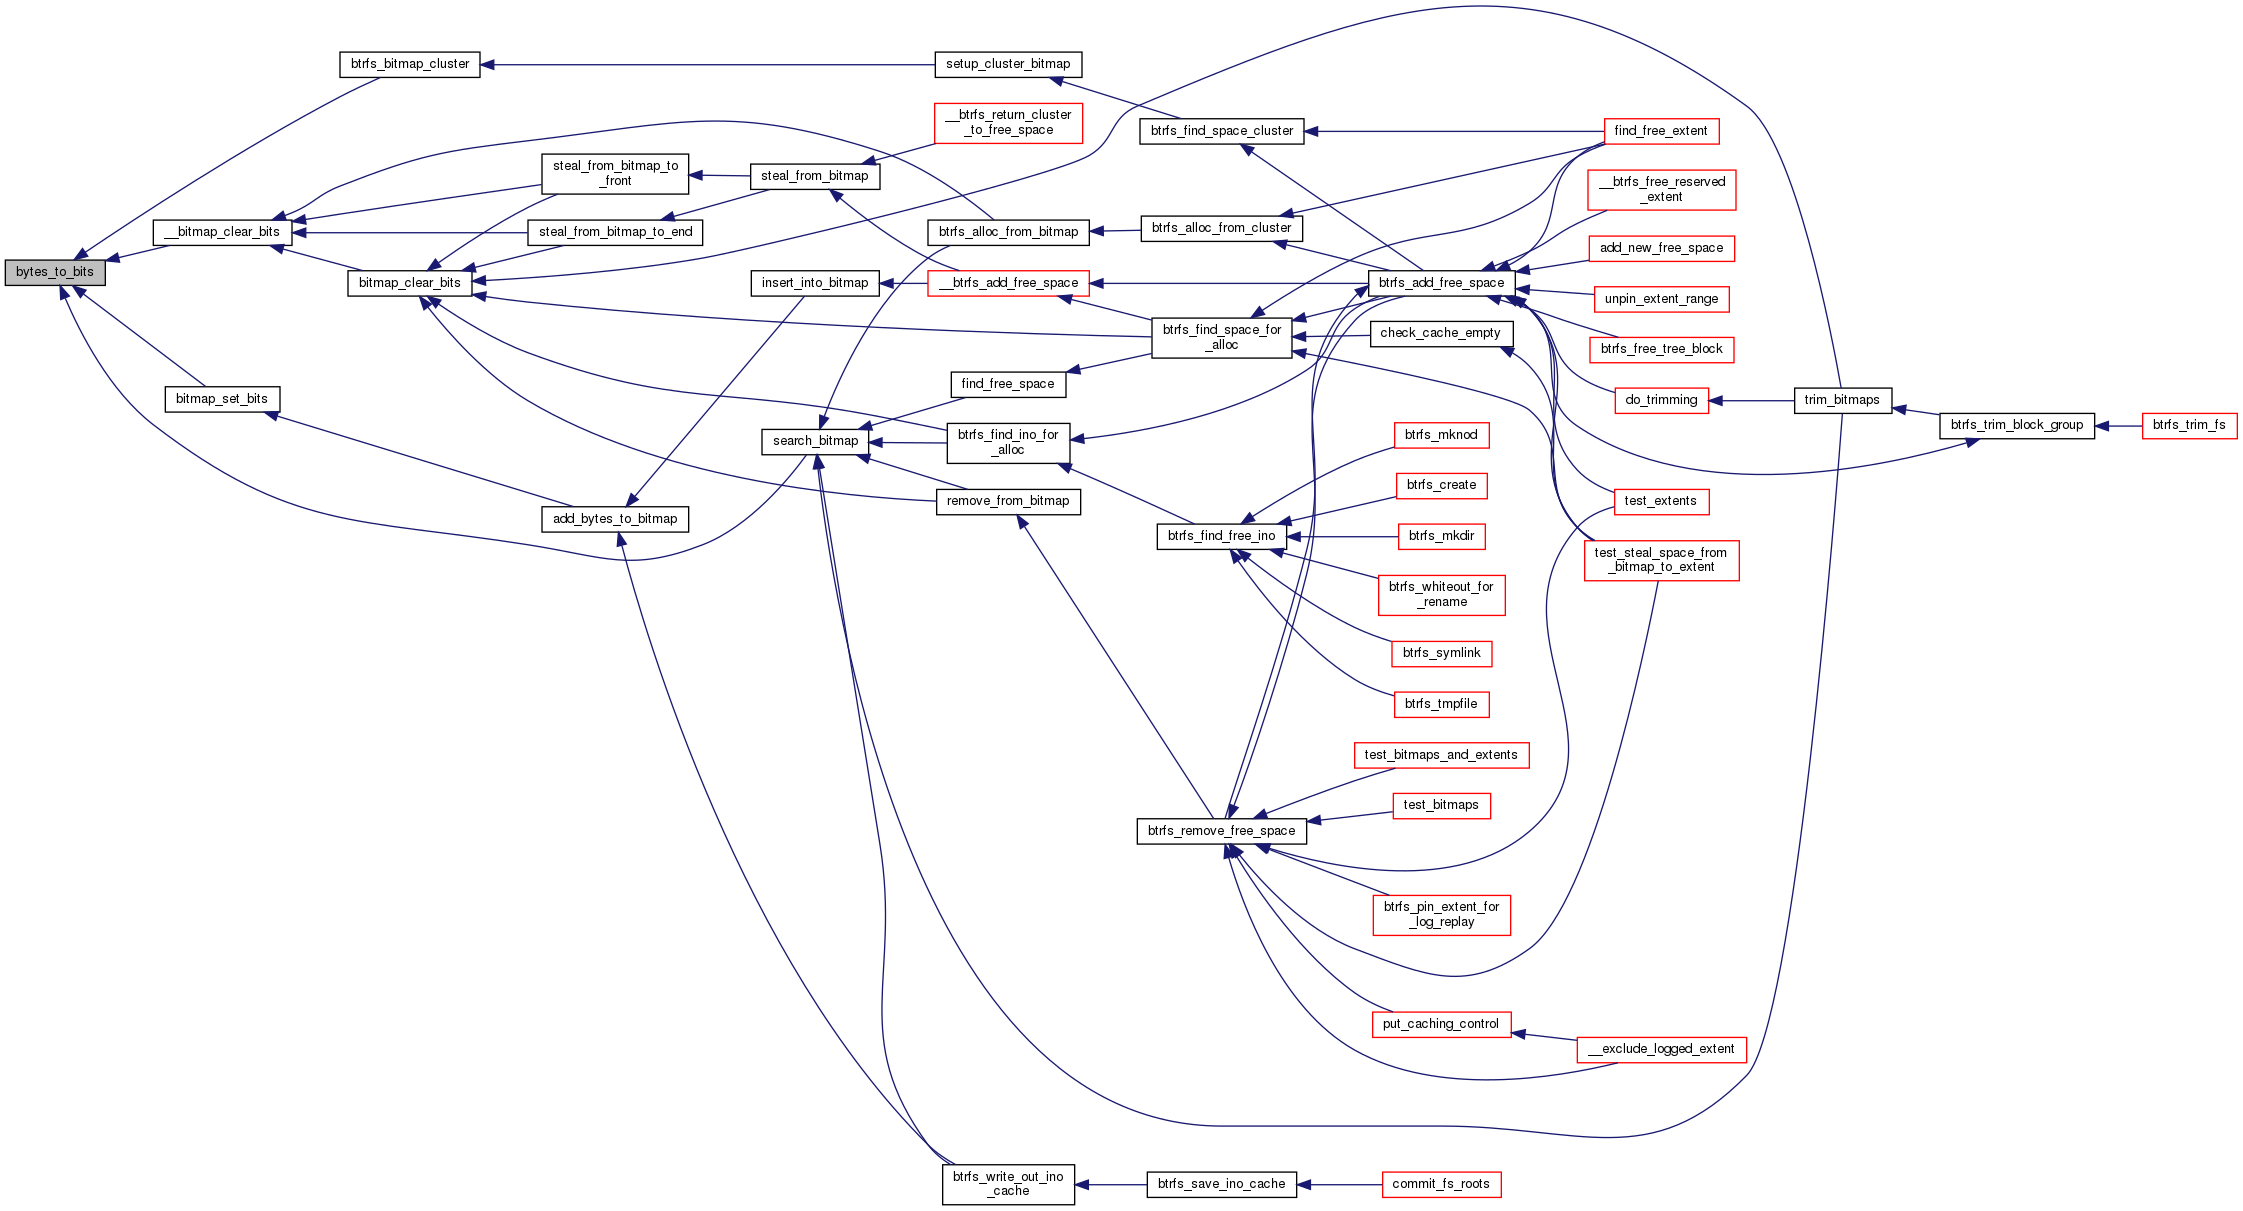 bytes_to_bits
btrfs_bitmap_cluster
__bitmap_clear_bits
bitmap_set_bits
bitmap_clear_bits
steal_from_bitmap_to
_front
steal_from_bitmap_to_end
add_bytes_to_bitmap
steal_from_bitmap
insert_into_bitmap
search_bitmap
setup_cluster_bitmap
__btrfs_return_cluster
_to_free_space
btrfs_alloc_from_bitmap
__btrfs_add_free_space
find_free_space
btrfs_find_ino_for
_alloc
remove_from_bitmap
btrfs_write_out_ino
_cache
btrfs_find_space_cluster
btrfs_alloc_from_cluster
btrfs_find_space_for
_alloc
btrfs_find_free_ino
btrfs_remove_free_space
btrfs_save_ino_cache
btrfs_add_free_space
check_cache_empty
btrfs_mknod
btrfs_create
btrfs_mkdir
btrfs_whiteout_for
_rename
btrfs_symlink
btrfs_tmpfile
test_bitmaps_and_extents
test_bitmaps
btrfs_pin_extent_for
_log_replay
put_caching_control
commit_fs_roots
find_free_extent
__btrfs_free_reserved
_extent
add_new_free_space
unpin_extent_range
btrfs_free_tree_block
do_trimming
test_extents
test_steal_space_from
_bitmap_to_extent
__exclude_logged_extent
trim_bitmaps
btrfs_trim_block_group
btrfs_trim_fs